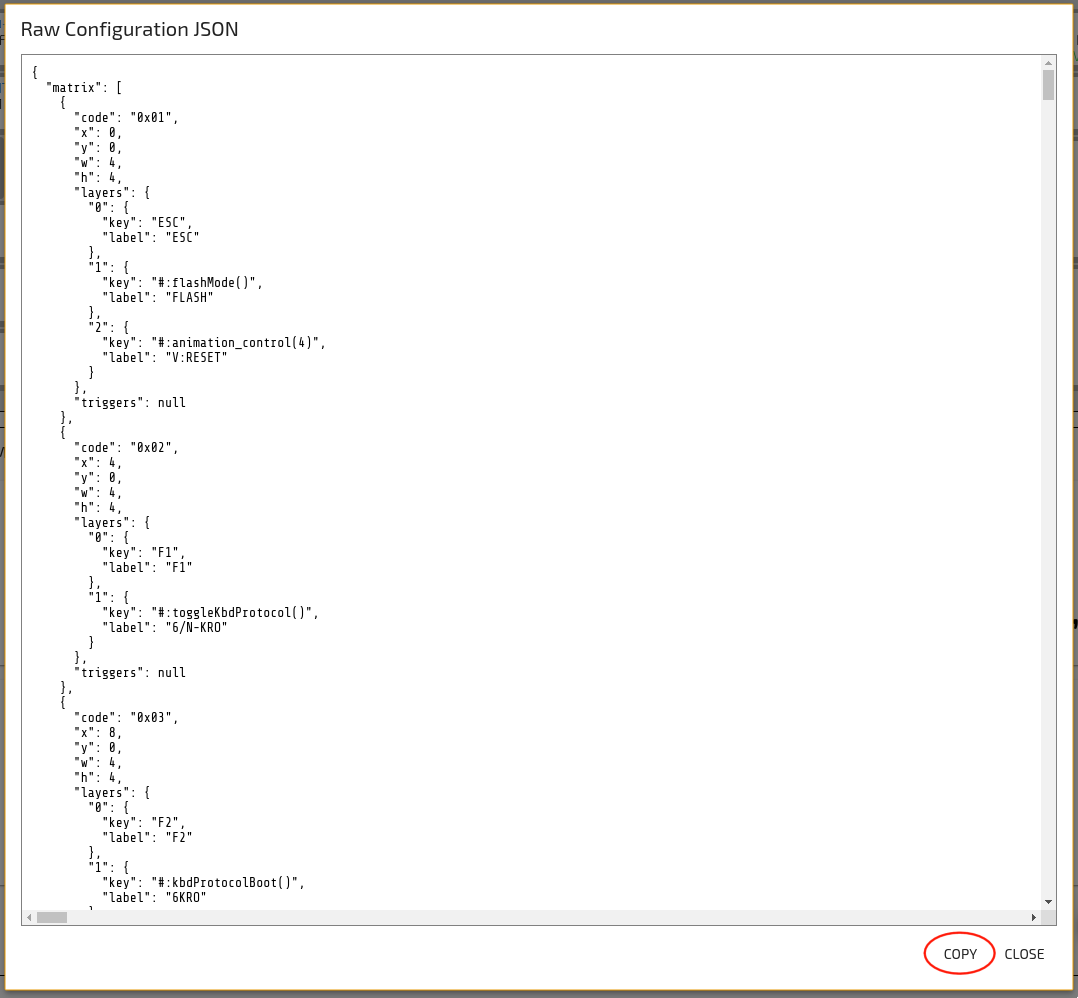 Raw Configuration JSON
{
  "matrix": [
    {
      "code": "0x01",
      "x": 0,
      "y": 0,
      "w": 4,
      "h": 4,
      "layers": {
        "0": {
          "key": "ESC",
          "label": "ESC"
        },
        "1": {
          "key": "#:flashMode()",
          "label": "FLASH"
        },
        "2": {
          "key": "#:animation_control(4)",
          "label": "V:RESET"
        }
      },
      "triggers": null
    },
    {
      "code": "0x02",
      "x": 4,
      "y": 0,
      "w": 4,
      "h": 4,
      "layers": {
        "0": {
          "key": "F1",
          "label": "F1"
        },
        "1": {
          "key": "#:toggleKbdProtocol()",
          "label": "6/N-KRO"
        }
      },
      "triggers": null
    },
    {
      "code": "0x03",
      "x": 8,
      "y": 0,
      "w": 4,
      "h": 4,
      "layers": {
        "0": {
          "key": "F2",
          "label": "F2"
        },
        "1": {
          "key": "#:kbdProtocolBoot()",
          "label": "6KRO"
COPY CLOSE